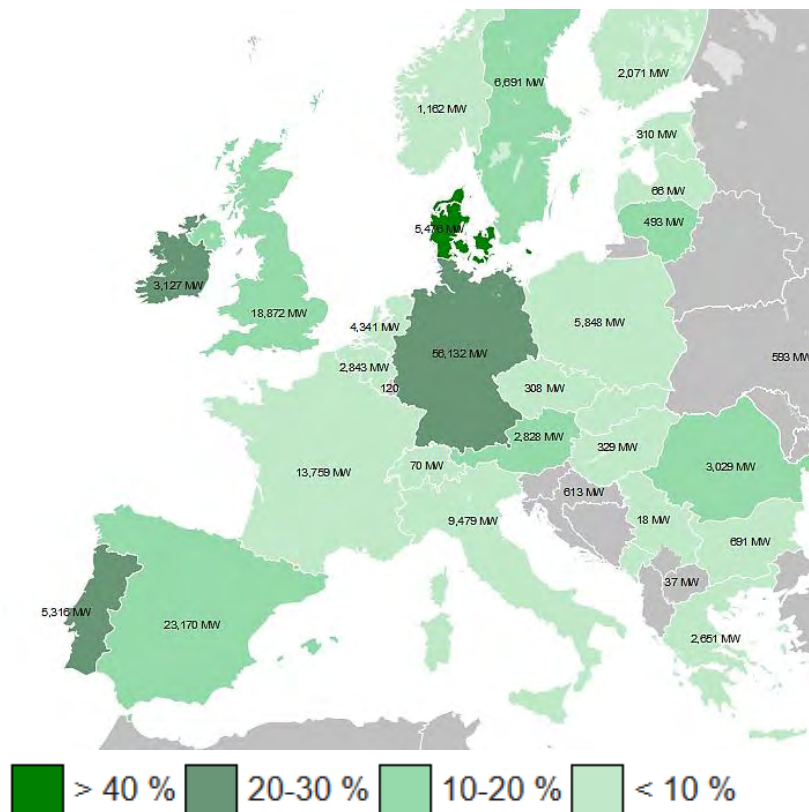 2,071 MW
6,691 MW
1,162 MW
310 MW
66 MW
493 MW
5,476 MW
3,127 MW
18,872 MW
4,341 MW
5,848 MW
56,132 MW
593 MW
2,843 MW
120
308 MW
2,828 MW
329 MW
3,029 MW
70 MW
13,759 MW
613 MW
9,479 MW
18 MW
691 MW
37 MW
5,316 MW
23,170 MW
2,651 MW
> 40 % 20-30 % 10-20 % < 10 %